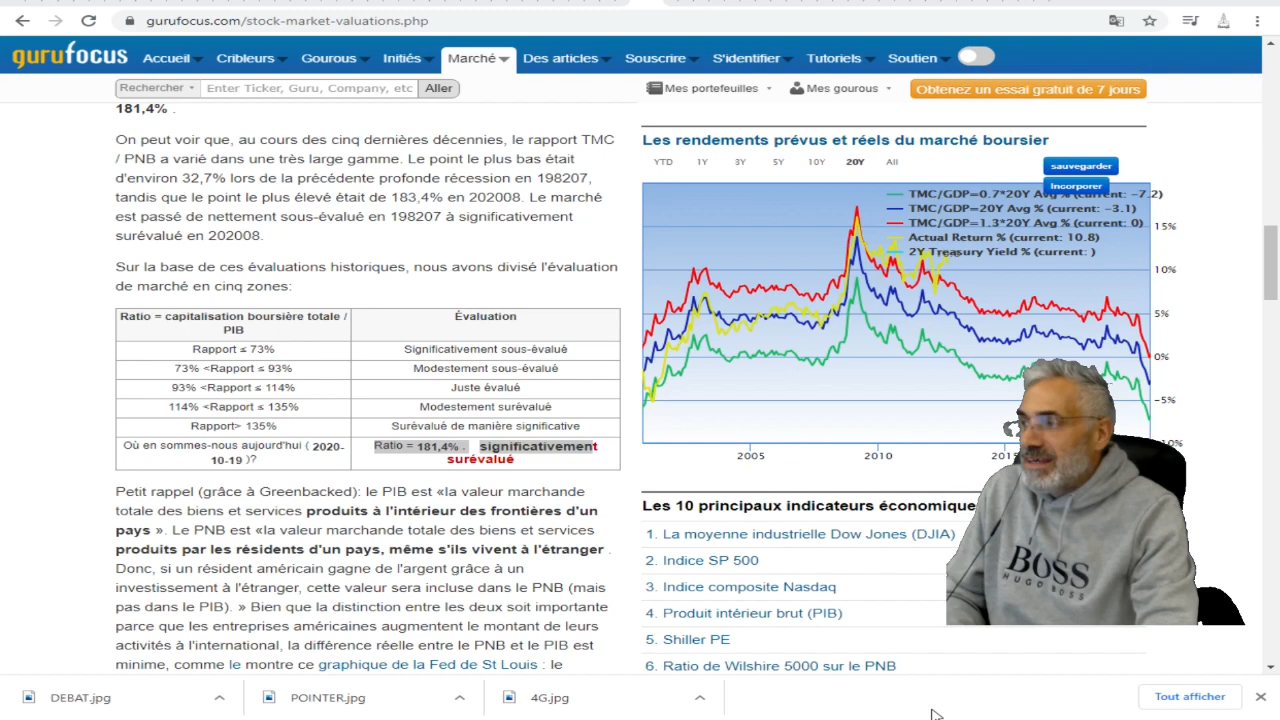 gurufocus.com/stock-market-valuations.php
gurufocus Accueil Cribleurs Gourous Initiés Marché Des articles Souscrire S'identifier Tutoriels Soutien
Rechercher Enter Ticker, Guru, Company, etc Aller Mes portefeuilles Mes gourous Obtenez un essai gratuit de 7 jours
181,4% .
On peut voir que, au cours des cinq dernières décennies, le rapport TMC
/ PNB a varié dans une très large gamme. Le point le plus bas était
d'environ 32,7% lors de la précédente profonde récession en 198207,
tandis que le point le plus élevé était de 183,4% en 202008. Le marché
est passé de nettement sous-évalué en 198207 à significativement
surévalué en 202008.
Sur la base de ces évaluations historiques, nous avons divisé l'évaluation
de marché en cinq zones:
Ratio = capitalisation boursière totale / Évaluation
PIB
Rapport ≤ 73% Significativement sous-évalué
73% <Rapport ≤ 93% Modestement sous-évalué
93% <Rapport ≤ 114% Juste évalué
114% <Rapport ≤ 135% Modestement surévalué
Rapport> 135% Surévalué de manière significative
Où en sommes-nous aujourd'hui ( 2020- Ratio = 181,4% . significativement
10-19 )? surévalué
Petit rappel (grâce à Greenbacked): le PIB est «la valeur marchande
totale des biens et services produits à l'intérieur des frontières d'un
pays ». Le PNB est «la valeur marchande totale des biens et services
produits par les résidents d'un pays, même s'ils vivent à l'étranger .
Donc, si un résident américain gagne de l'argent grâce à un
investissement à l'étranger, cette valeur sera incluse dans le PNB (mais
pas dans le PIB). » Bien que la distinction entre les deux soit importante
parce que les entreprises américaines augmentent le montant de leurs
activités à l'international, la différence réelle entre le PNB et le PIB est
minime, comme le montre ce graphique de la Fed de St Louis : le
Les rendements prévus et réels du marché boursier
YTD 1Y 3Y 5Y 10Y 20Y All
sauvegarder
Incorporer
TMC/GDP=0.7*20Y Avg % (current: −7.2)
TMC/GDP=20Y Avg % (current: −3.1)
TMC/GDP=1.3*20Y Avg % (current: 0)
Actual Return % (current: 10.8)
2Y Treasury Yield % (current: )
15%
10%
5%
0%
−5%
2005 2010
Les 10 principaux indicateurs économique
1. La moyenne industrielle Dow Jones (DJIA)
2. Indice SP 500
3. Indice composite Nasdaq
4. Produit intérieur brut (PIB)
5. Shiller PE
6. Ratio de Wilshire 5000 sur le PNB
BOSS
HUGO BOSS
DEBAT.jpg POINTER.jpg 4G.jpg Tout afficher